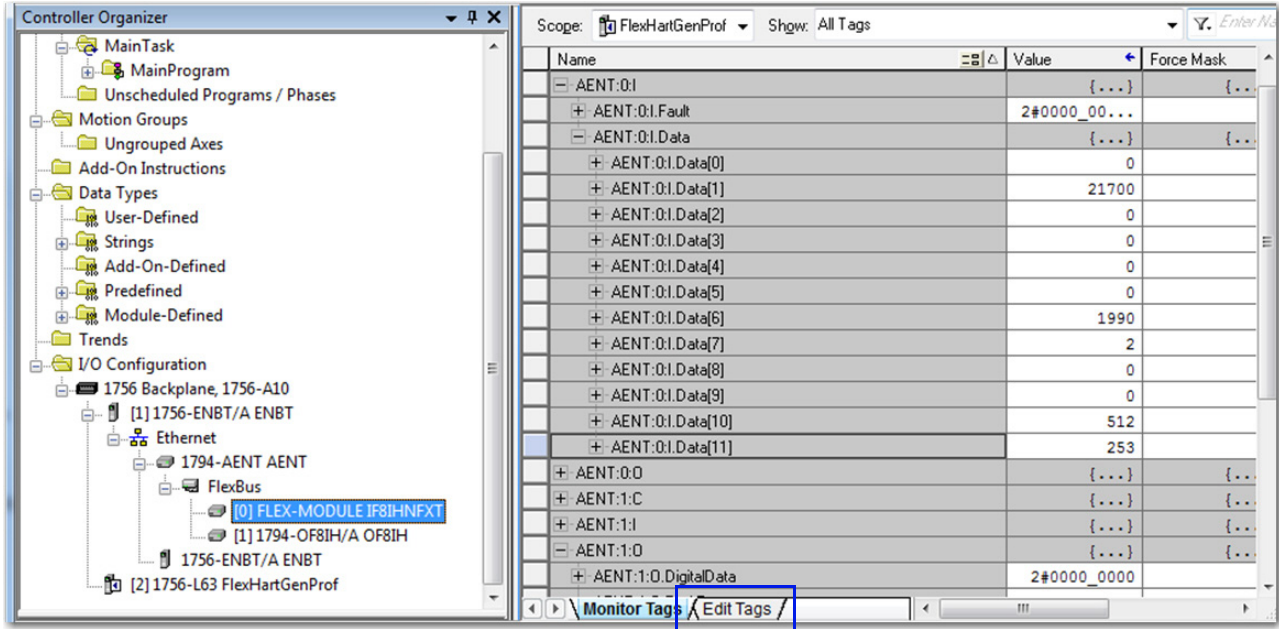 Controller Organizer
MainTask
MainProgram
Unscheduled Programs / Phases
Motion Groups
Ungrouped Axes
Add-On Instructions
Data Types
User-Defined
Strings
Add-On-Defined
Predefined
Module-Defined
Trends
I/O Configuration
1756 Backplane, 1756-A10
[1] 1756-ENBT/A ENBT
Ethernet
1794-AENT AENT
FlexBus
[0] FLEX-MODULE IF8IHNFXT
[1] 1794-OF8IH/A OF8IH
1756-ENBT/A ENBT
[2] 1756-L63 FlexHartGenProf
Scope: FlexHartGenProf Show: All Tags Enter Na
Name Value Force Mask
AENT:0:I {...} {...
AENT:0:I.Fault 2#0000_00...
AENT:0:I.Data {...} {...
AENT:0:I.Data[0] 0
AENT:0:I.Data[1] 21700
AENT:0:I.Data[2] 0
AENT:0:I.Data[3] 0
AENT:0:I.Data[4] 0
AENT:0:I.Data[5] 0
AENT:0:I.Data[6] 1990
AENT:0:I.Data[7] 2
AENT:0:I.Data[8] 0
AENT:0:I.Data[9] 0
AENT:0:I.Data[10] 512
AENT:0:I.Data[11] 253
AENT:0:O {...} {...
AENT:1:C {...} {...
AENT:1:I {...} {...
AENT:1:O {...} {...
AENT:1:O.DigitalData 2#0000_0000
Monitor Tags Edit Tags